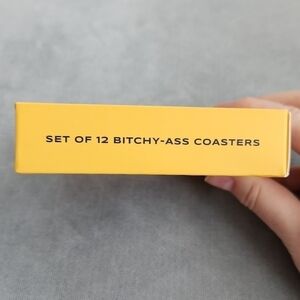 SET OF 12 BITCHY-ASS COASTERS